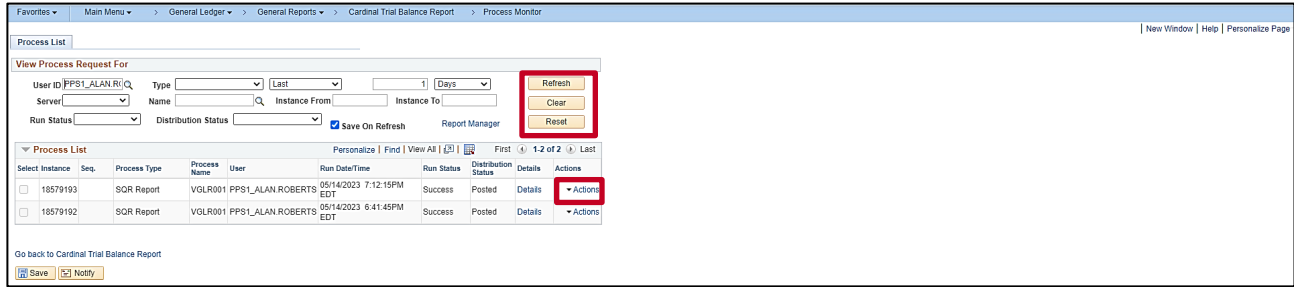 Favorites Main Menu > General Ledger > General Reports > Cardinal Trial Balance Report > Process Monitor
New Window | Help | Personalize Page
Process List
View Process Request For
User ID PPS1_ALAN.R Type Last 1 Days Refresh
Server Name Instance From Instance To Clear
Run Status Distribution Status Save On Refresh Report Manager Reset
Process List Personalize | Find | View All | First 1-2 of 2 Last
Select Instance Seq. Process Type Process Name User Run Date/Time Run Status Distribution Status Details Actions
18579193 SQR Report VGLR001 PPS1_ALAN.ROBERTS 05/14/2023 7:12:15PM EDT Success Posted Details Actions
18579192 SQR Report VGLR001 PPS1_ALAN.ROBERTS 05/14/2023 6:41:45PM EDT Success Posted Details Actions
Go back to Cardinal Trial Balance Report
Save Notify